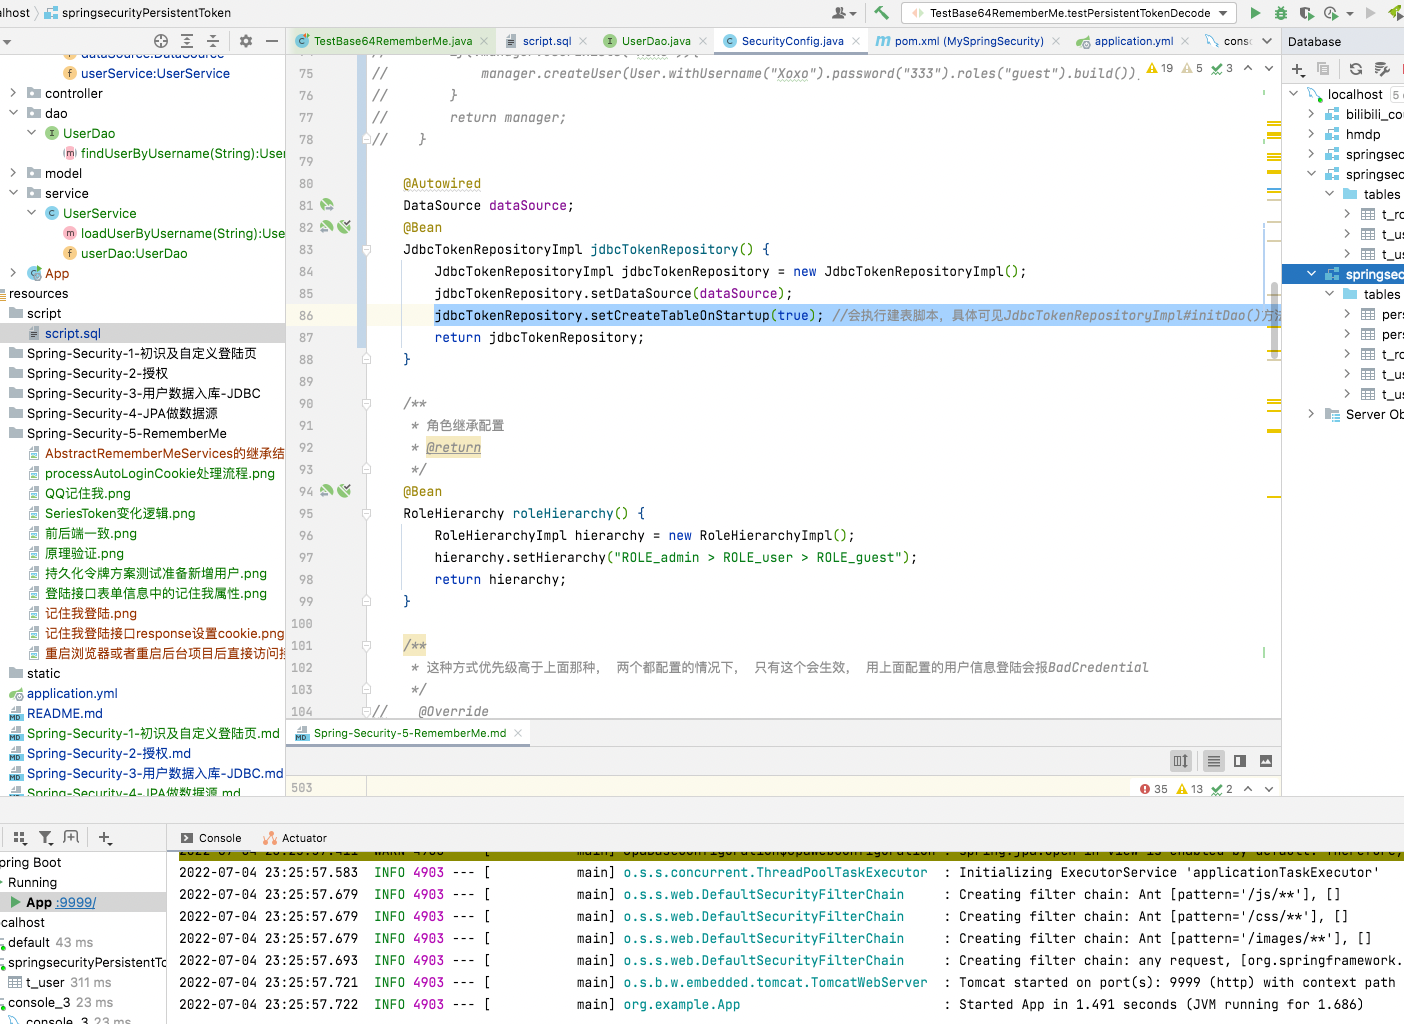 lhost
springsecurityPersistentToken
TestBase64RememberMe.testPersistentTokenDecode
TestBase64RememberMe.java
script.sql
UserDao.java
SecurityConfig.java
pom.xml (MySpringSecurity)
application.yml
cons
Database
userService:UserService
controller
dao
UserDao
findUserByUsername(String):User
model
service
UserService
loadUserByUsername(String):Use
userDao:UserDao
App
resources
script
script.sql
Spring-Security-1-初识及自定义登陆页
Spring-Security-2-授权
Spring-Security-3-用户数据入库-JDBC
Spring-Security-4-JPA做数据源
Spring-Security-5-RememberMe
AbstractRememberMeServices的继承结
processAutoLoginCookie处理流程.png
QQ记住我.png
SeriesToken变化逻辑.png
前后端一致.png
原理验证.png
持久化令牌方案测试准备新增用户.png
登陆接口表单信息中的记住我属性.png
记住我登陆.png
记住我登陆接口response设置cookie.png
重启浏览器或者重启后台项目后直接访问接
static
application.yml
README.md
Spring-Security-1-初识及自定义登陆页.md
Spring-Security-2-授权.md
Spring-Security-3-用户数据入库-JDBC.md
Spring-Security-4-JPA做数据源.md
19 5 3
75 // manager.createUser(User.withUsername("Xoxo").password("333").roles("guest").build())
76 // }
77 // return manager;
78 // }
79
80 @Autowired
81 DataSource dataSource;
82 @Bean
83 JdbcTokenRepositoryImpl jdbcTokenRepository() {
84 JdbcTokenRepositoryImpl jdbcTokenRepository = new JdbcTokenRepositoryImpl();
85 jdbcTokenRepository.setDataSource(dataSource);
86 jdbcTokenRepository.setCreateTableOnStartup(true); //会执行建表脚本，具体可见JdbcTokenRepositoryImpl#initDao()方法
87 return jdbcTokenRepository;
88 }
89
90 /**
91 * 角色继承配置
92 * @return
93 */
94 @Bean
95 RoleHierarchy roleHierarchy() {
96 RoleHierarchyImpl hierarchy = new RoleHierarchyImpl();
97 hierarchy.setHierarchy("ROLE_admin > ROLE_user > ROLE_guest");
98 return hierarchy;
99 }
100
101 /**
102 * 这种方式优先级高于上面那种， 两个都配置的情况下， 只有这个会生效， 用上面配置的用户信息登陆会报BadCredential
103 */
104 // @Override
Spring-Security-5-RememberMe.md
503
35 13 2
localhost 5
bilibili_cou
hmdp
springsec
springsec
tables
t_ro
t_us
t_us
springsec
tables
pers
pers
t_ro
t_us
t_us
Server Ob
Console
Actuator
pring Boot
Running
App :9999/
calhost
default 43 ms
springsecurityPersistentTo
t_user 311 ms
console_3 23 ms
console_3 23 ms
2022-07-04 23:25:57.583 INFO 4903 --- [ main] o.s.s.concurrent.ThreadPoolTaskExecutor : Initializing ExecutorService 'applicationTaskExecutor'
2022-07-04 23:25:57.679 INFO 4903 --- [ main] o.s.s.web.DefaultSecurityFilterChain : Creating filter chain: Ant [pattern='/js/**'], []
2022-07-04 23:25:57.679 INFO 4903 --- [ main] o.s.s.web.DefaultSecurityFilterChain : Creating filter chain: Ant [pattern='/css/**'], []
2022-07-04 23:25:57.679 INFO 4903 --- [ main] o.s.s.web.DefaultSecurityFilterChain : Creating filter chain: Ant [pattern='/images/**'], []
2022-07-04 23:25:57.693 INFO 4903 --- [ main] o.s.s.web.DefaultSecurityFilterChain : Creating filter chain: any request, [org.springframework.
2022-07-04 23:25:57.721 INFO 4903 --- [ main] o.s.b.w.embedded.tomcat.TomcatWebServer : Tomcat started on port(s): 9999 (http) with context path
2022-07-04 23:25:57.722 INFO 4903 --- [ main] org.example.App : Started App in 1.491 seconds (JVM running for 1.686)